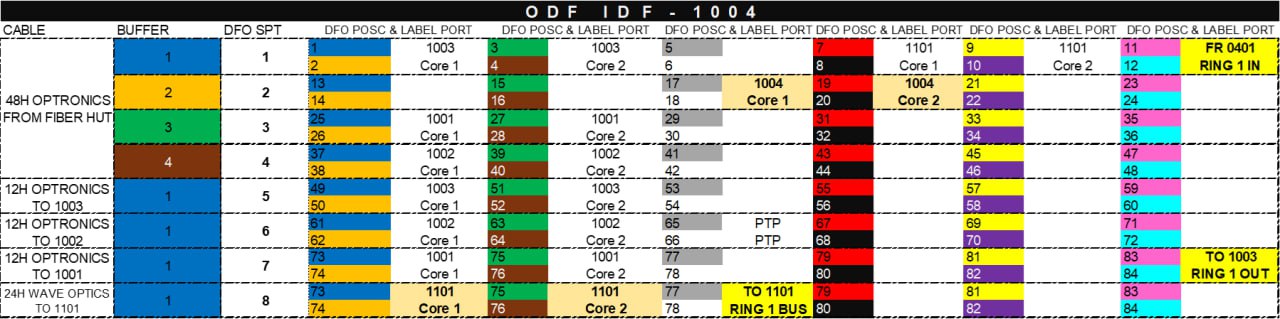 ODF IDF - 1004
CABLE BUFFER DFO SPT DFO POSC & LABEL PORT DFO POSC & LABEL PORT DFO POSC & LABEL PORT DFO POSC & LABEL PORT DFO POSC & LABEL PORT DFO POSC & LABEL PORT
48H OPTRONICS
FROM FIBER HUT
1 1
1 1003 3 1003 5 7 1101 9 1101 11 FR 0401
2 Core 1 4 Core 2 6 8 Core 1 10 Core 2 12 RING 1 IN
2 2
13 15 17 1004 19 1004 21 23
14 16 18 Core 1 20 Core 2 22 24
3 3
25 1001 27 1001 29 31 33 35
26 Core 1 28 Core 2 30 32 34 36
4 4
37 1002 39 1002 41 43 45 47
38 Core 1 40 Core 2 42 44 46 48
12H OPTRONICS
TO 1003
1 5
49 1003 51 1003 53 55 57 59
50 Core 1 52 Core 2 54 56 58 60
12H OPTRONICS
TO 1002
1 6
61 1002 63 1002 65 PTP 67 69 71
62 Core 1 64 Core 2 66 PTP 68 70 72
12H OPTRONICS
TO 1001
1 7
73 1001 75 1001 77 79 81 83 TO 1003
74 Core 1 76 Core 2 78 80 82 84 RING 1 OUT
24H WAVE OPTICS
TO 1101
1 8
73 1101 75 1101 77 TO 1101 79 81 83
74 Core 1 76 Core 2 78 RING 1 BUS 80 82 84